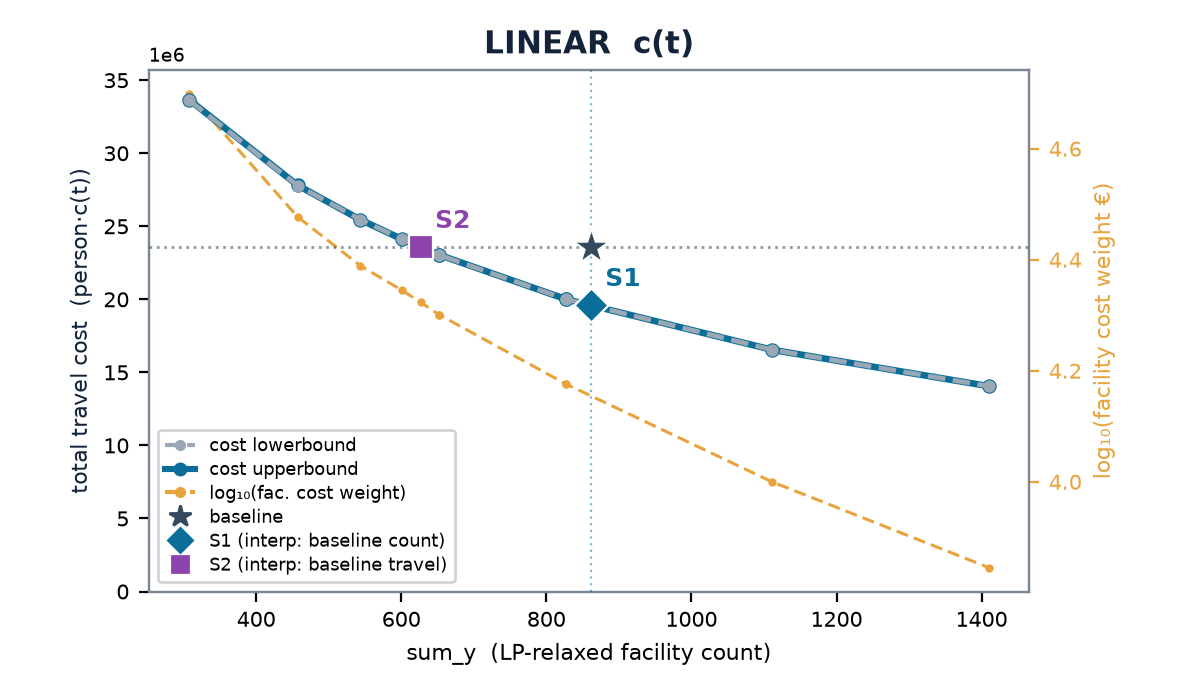 LINEAR c(t)
1e6
35
30
25
20
15
10
5
0
total travel cost (person·c(t))
S2
S1
4.6
4.4
4.2
4.0
log₁₀(facility cost weight €)
cost lowerbound
cost upperbound
log₁₀(fac. cost weight)
baseline
S1 (interp: baseline count)
S2 (interp: baseline travel)
400
600
800
1000
1200
1400
sum_y (LP-relaxed facility count)